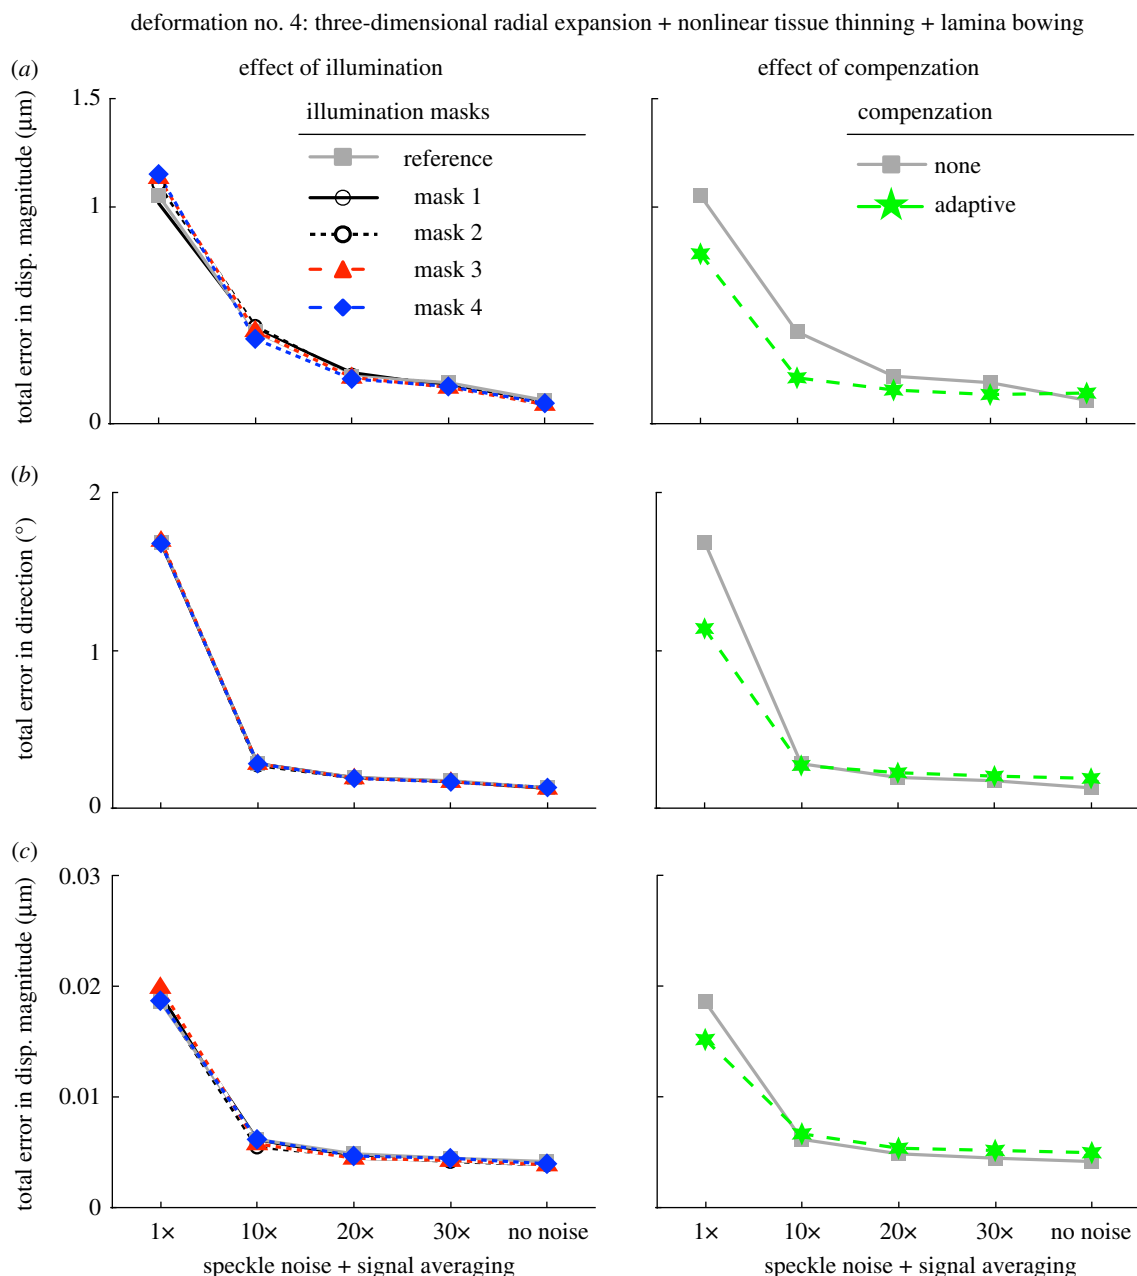 deformation no. 4: three-dimensional radial expansion + nonlinear tissue thinning + lamina bowing
(a)
effect of illumination
effect of compenzation
total error in disp. magnitude (µm)
1.5
1
0
illumination masks
reference
mask 1
mask 2
mask 3
mask 4
compenzation
none
adaptive
(b)
total error in direction (°)
2
1
0
(c)
total error in disp. magnitude (µm)
0.03
0.02
0.01
0
1× 10× 20× 30× no noise
speckle noise + signal averaging
1× 10× 20× 30× no noise
speckle noise + signal averaging